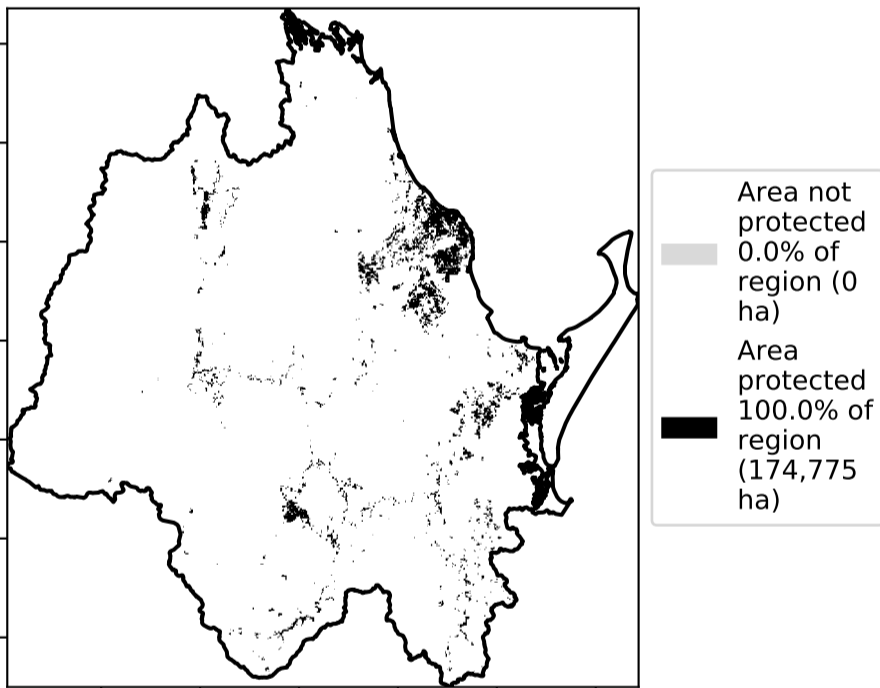 Area not
protected
0.0% of
region (0
ha)
Area
protected
100.0% of
region
(174,775
ha)